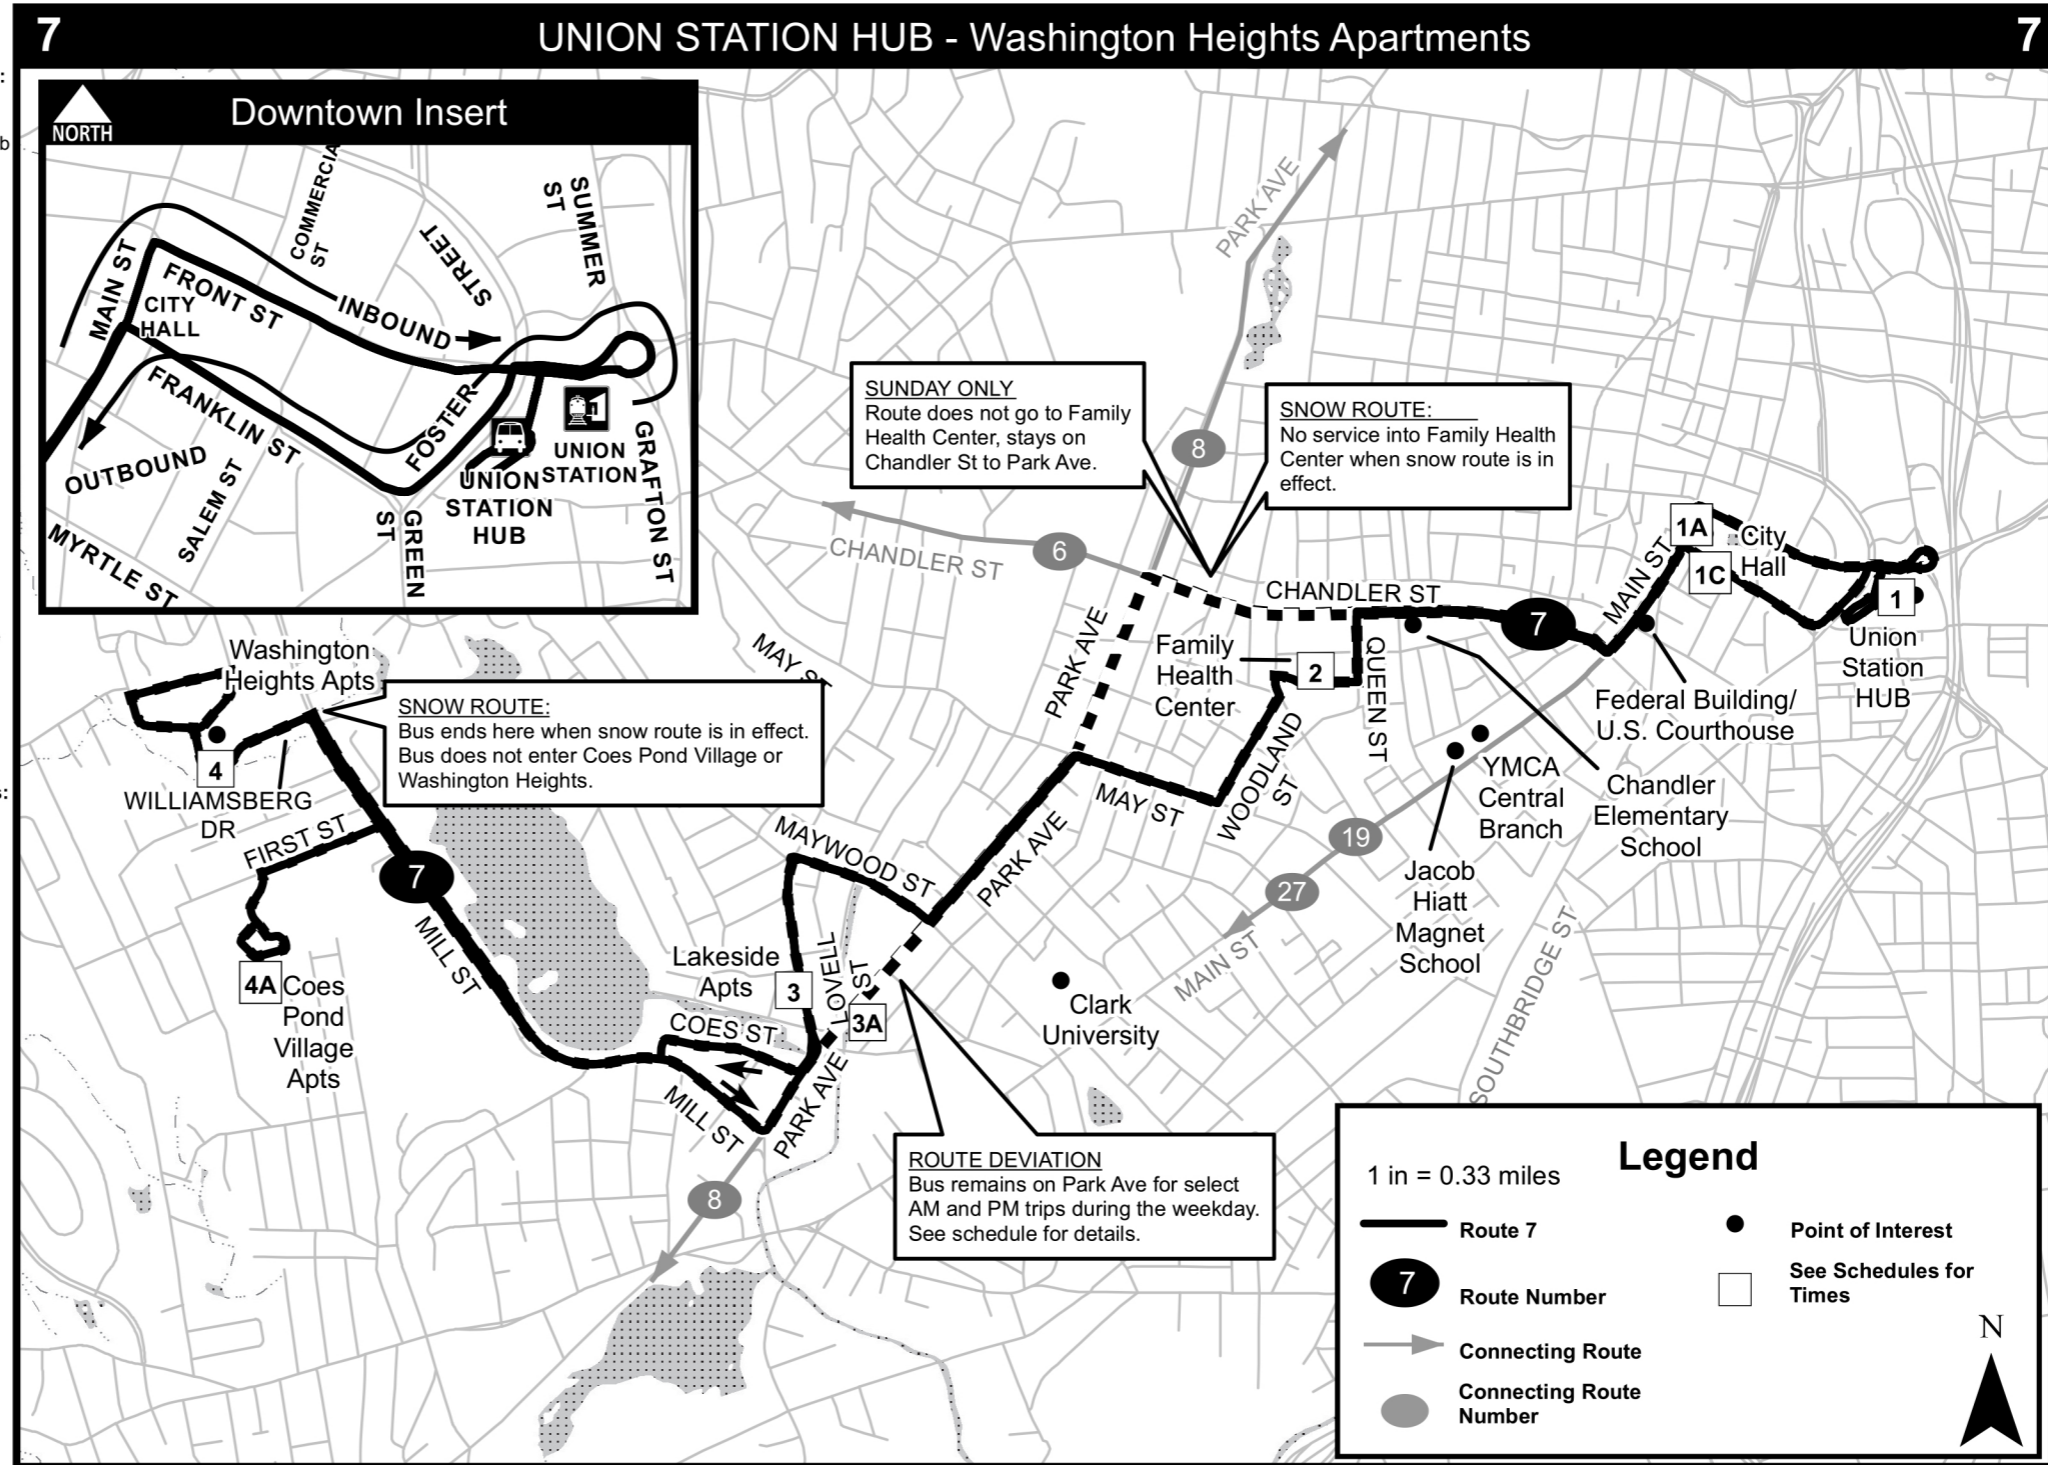 7
UNION STATION HUB - Washington Heights Apartments
7
:
b
s:
NORTH
Downtown Insert
COMMERCIA
ST
STREET
SUMMER
ST
MAIN ST
FRONT ST
CITY
HALL
INBOUND
FRANKLIN ST
FOSTER
OUTBOUND
SALEM ST
UNION
STATION
UNION
STATION
HUB
GRAFTON ST
GREEN
ST
MYRTLE ST
PARK AVE
SUNDAY ONLY
Route does not go to Family
Health Center, stays on
Chandler St to Park Ave.
8
SNOW ROUTE:
No service into Family Health
Center when snow route is in
effect.
6
CHANDLER ST
CHANDLER ST
7
MAIN ST
1A
1C
City
Hall
1
Union
Station
HUB
Washington
Heights Apts
MAY ST
PARK AVE
Family
Health
Center
2
QUEEN ST
Federal Building/
U.S. Courthouse
SNOW ROUTE:
Bus ends here when snow route is in effect.
Bus does not enter Coes Pond Village or
Washington Heights.
4
WILLIAMSBERG
DR
FIRST ST
7
MAY ST
WOODLAND
ST
YMCA
Central
Branch
Chandler
Elementary
School
MAYWOOD ST
PARK AVE
19
27
Jacob
Hiatt
Magnet
School
MAIN ST
MILL ST
4A
Coes
Pond
Village
Apts
Lakeside
Apts
3
LOVELL
ST
3A
COES ST
Clark
University
SOUTHBRIDGE ST
MILL ST
PARK AVE
8
ROUTE DEVIATION
Bus remains on Park Ave for select
AM and PM trips during the weekday.
See schedule for details.
Legend
1 in = 0.33 miles
Route 7
Point of Interest
7
Route Number
See Schedules for
Times
Connecting Route
Connecting Route
Number
N